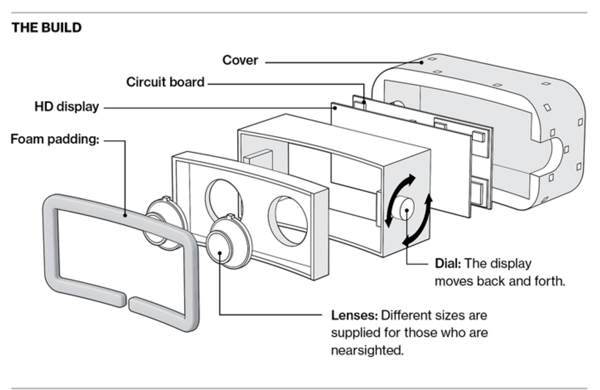 THE BUILD
Cover
Circuit board
HD display
Foam padding:
Dial: The display
moves back and forth.
Lenses: Different sizes are
supplied for those who are
nearsighted.